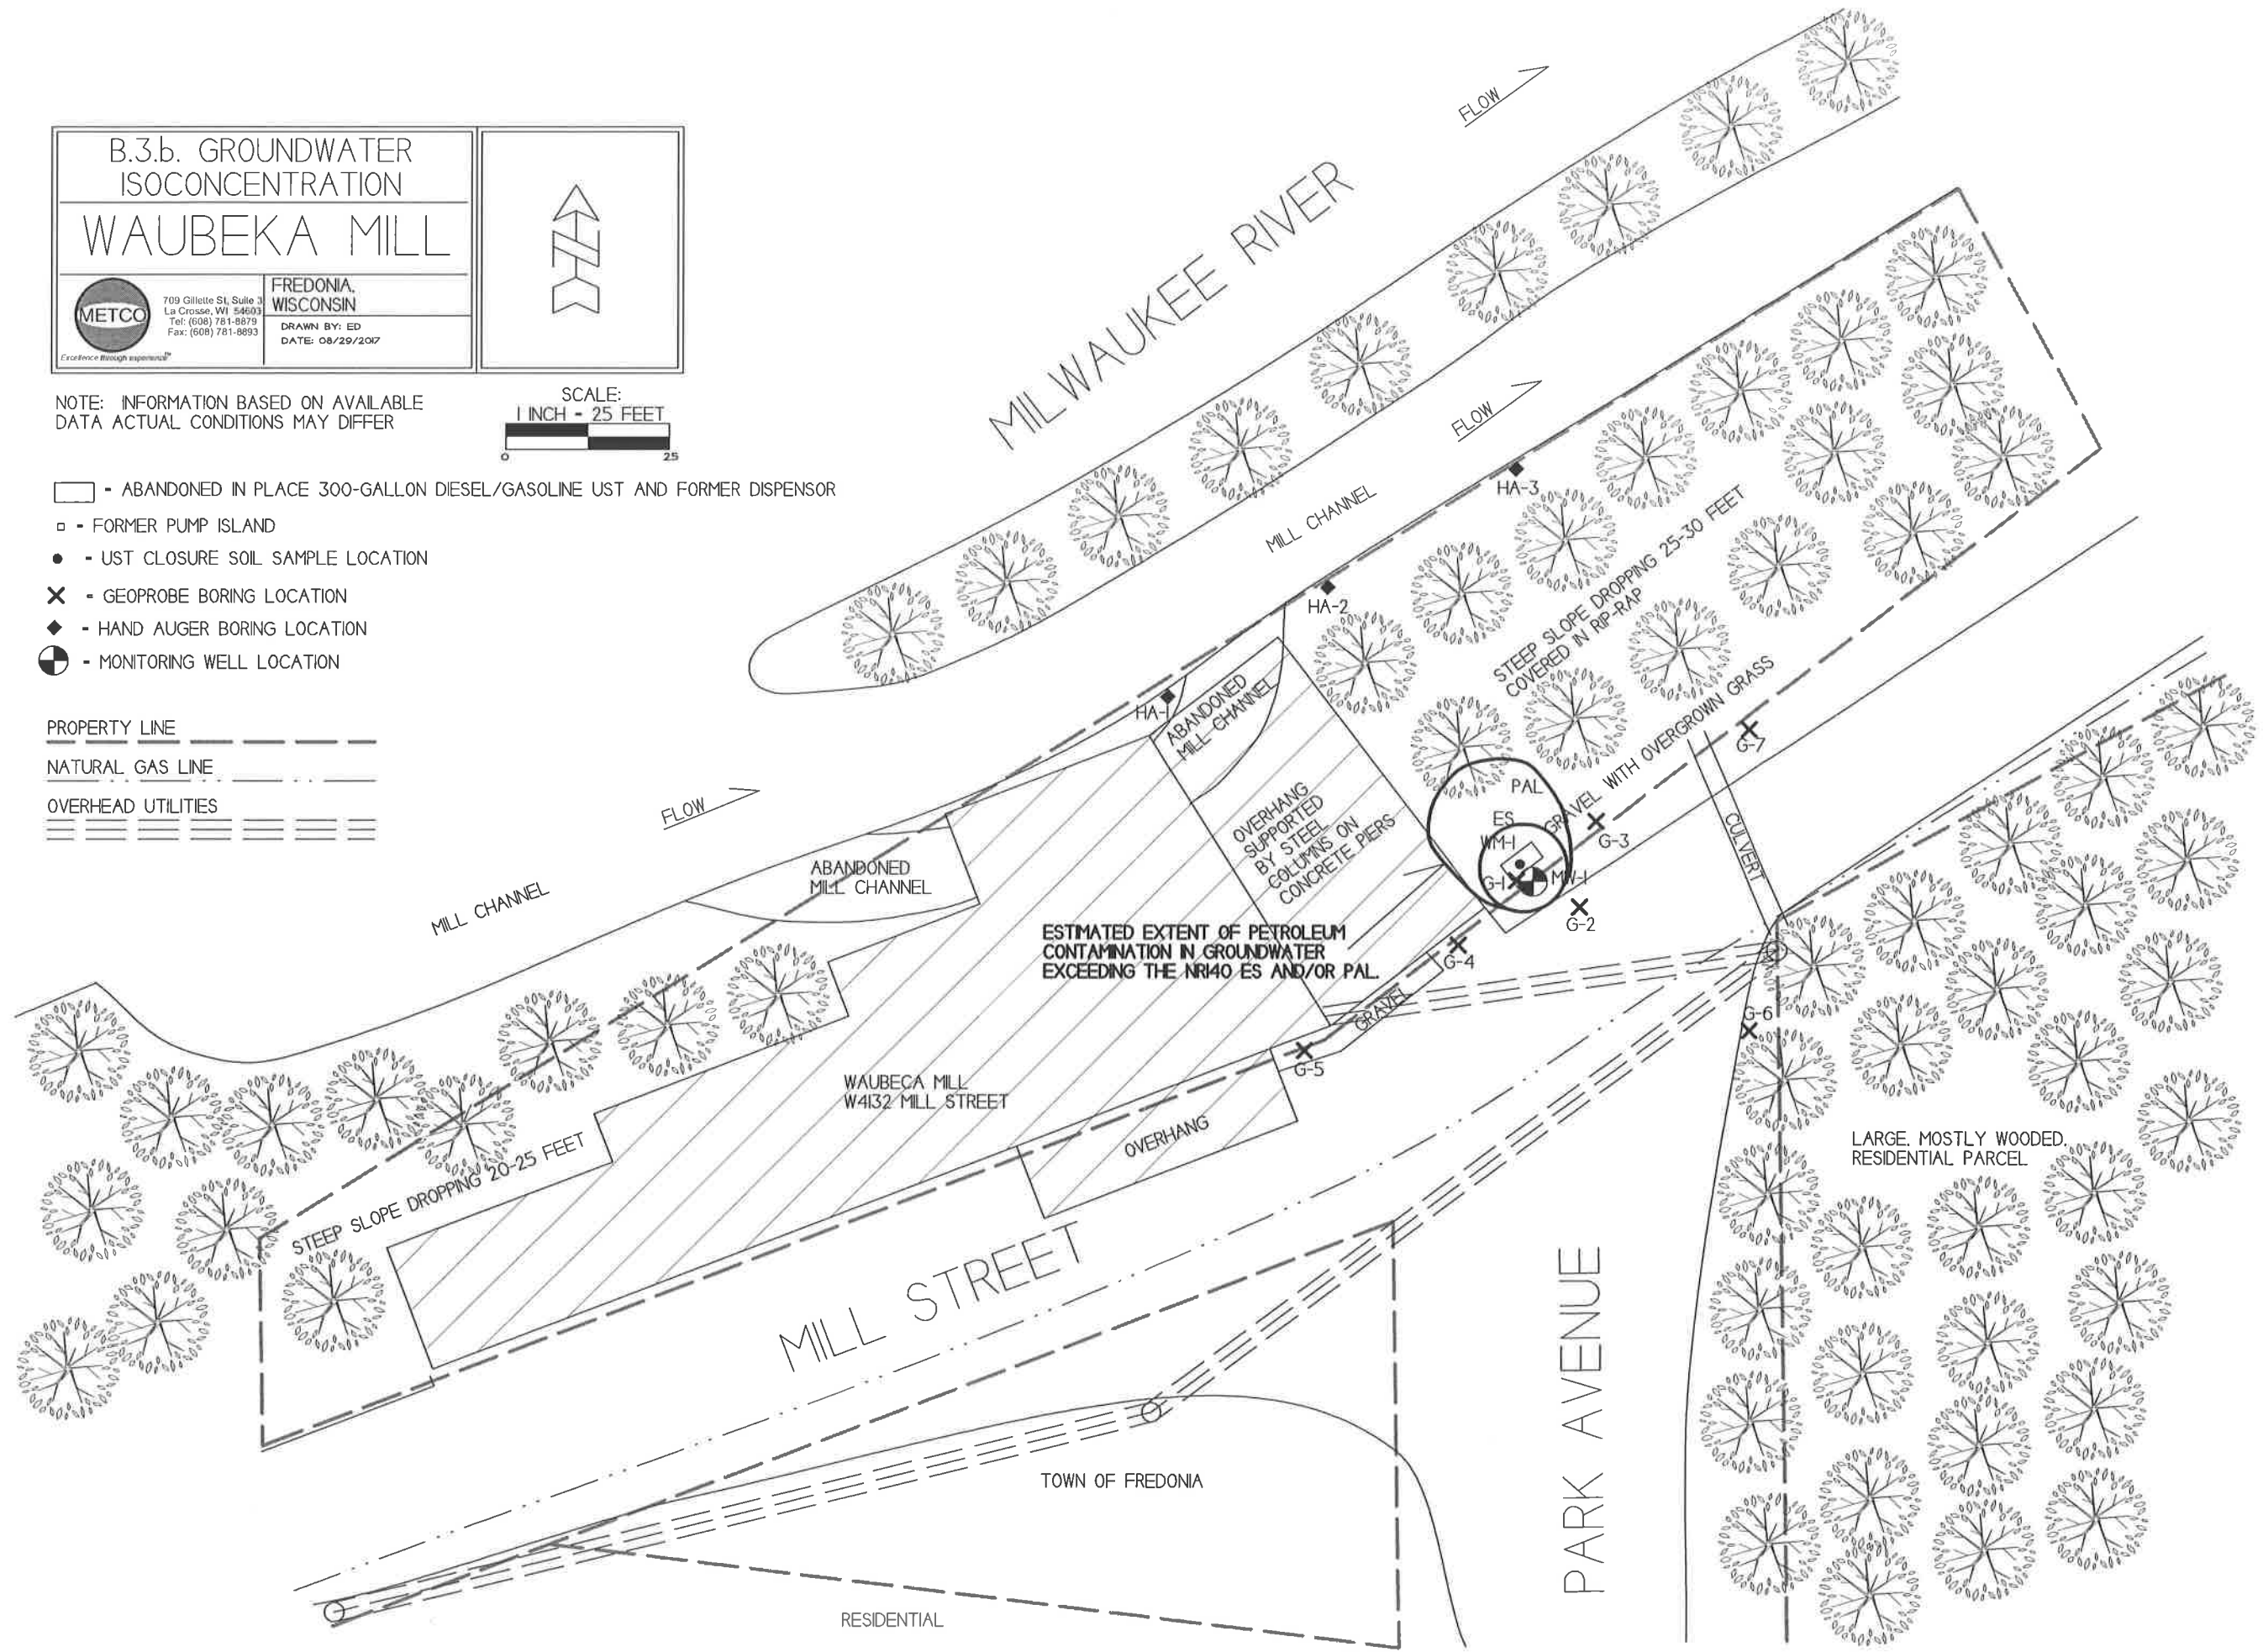 B.3.b. GROUNDWATER
ISOCONCENTRATION
WAUBEKA MILL
METCO
Excellence through experience™
709 Gillette St, Suite 3
La Crosse, WI 54603
Tel: (608) 781-8879
Fax: (608) 781-8893
FREDONIA,
WISCONSIN
DRAWN BY: ED
DATE: 08/29/2017
N
NOTE: INFORMATION BASED ON AVAILABLE
DATA ACTUAL CONDITIONS MAY DIFFER
SCALE:
1 INCH = 25 FEET
0 25
- ABANDONED IN PLACE 300-GALLON DIESEL/GASOLINE UST AND FORMER DISPENSOR
- FORMER PUMP ISLAND
- UST CLOSURE SOIL SAMPLE LOCATION
- GEOPROBE BORING LOCATION
- HAND AUGER BORING LOCATION
- MONITORING WELL LOCATION
PROPERTY LINE
NATURAL GAS LINE
OVERHEAD UTILITIES
FLOW
MILWAUKEE RIVER
FLOW
MILL CHANNEL
HA-3
HA-2
HA-1
STEEP SLOPE DROPPING 25-30 FEET
COVERED IN RIP-RAP
ABANDONED
MILL CHANNEL
GRAVEL WITH OVERGROWN GRASS
G-7
FLOW
OVERHANG
SUPPORTED
BY STEEL
COLUMNS ON
CONCRETE PIERS
PAL
ES
WM-1
G-3
CULVERT
G-1
MW-1
G-2
MILL CHANNEL
ABANDONED
MILL CHANNEL
ESTIMATED EXTENT OF PETROLEUM
CONTAMINATION IN GROUNDWATER
EXCEEDING THE NR140 ES AND/OR PAL.
G-4
GRAVEL
G-6
G-5
WAUBECA MILL
W4132 MILL STREET
OVERHANG
STEEP SLOPE DROPPING 20-25 FEET
LARGE, MOSTLY WOODED,
RESIDENTIAL PARCEL
MILL STREET
PARK AVENUE
TOWN OF FREDONIA
RESIDENTIAL